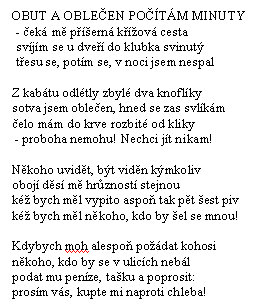 OBUT A OBLEČEN POČÍTÁM MINUTY
- čeká mě příšerná křížová cesta
svíjím se u dveří do klubka svinutý
třesu se, potím se, v noci jsem nespal
Z kabátu odlétly zbylé dva knoflíky
sotva jsem oblečen, hned se zas svlíkám
čelo mám do krve rozbité od kliky
- proboha nemohu! Nechci jít nikam!
Někoho uvidět, být viděn kýmkoliv
obojí děsí mě hrůzností stejnou
kéž bych měl vypito aspoň tak pět šest piv
kéž bych měl někoho, kdo by šel se mnou!
Kdybych moh alespoň požádat kohosi
někoho, kdo by se v ulicích nebál
podat mu peníze, tašku a poprosit:
prosím vás, kupte mi naproti chleba!